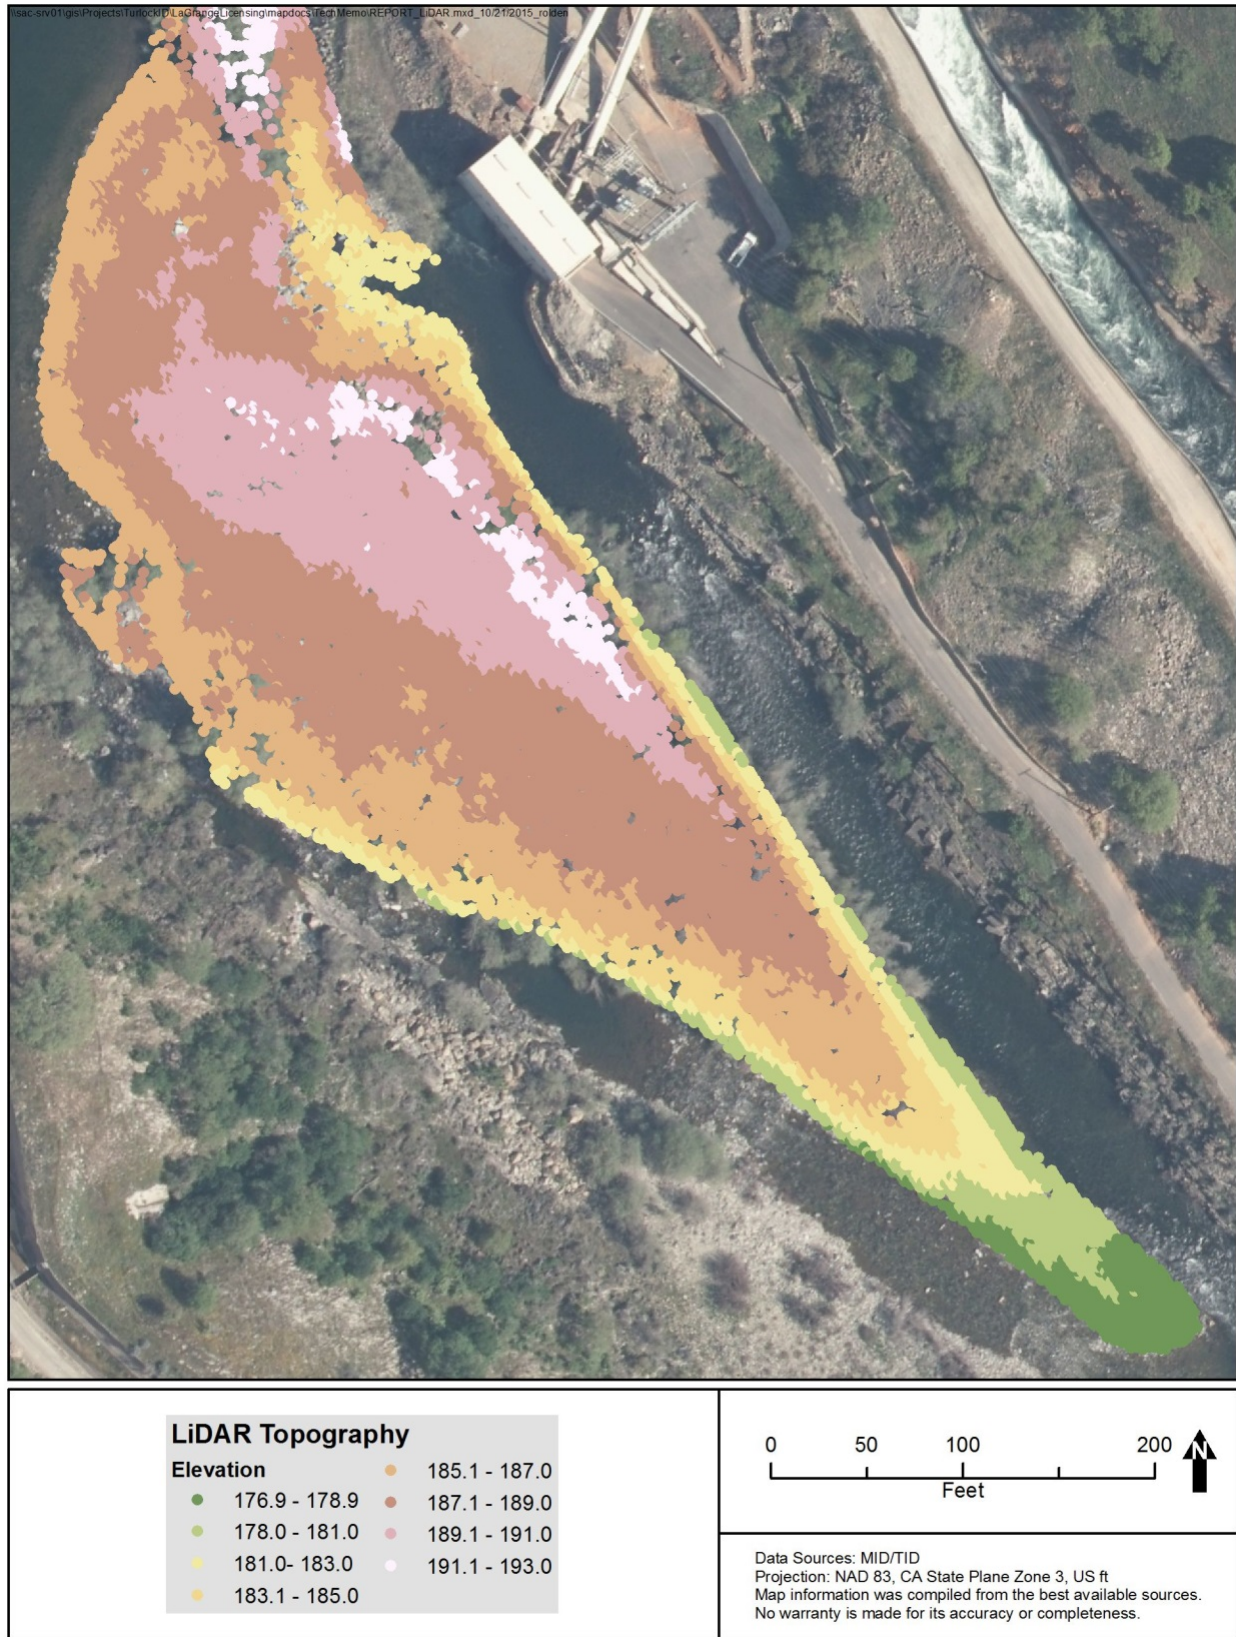 \\sac-srv01\gis\Projects\TurlockID\LaGrangeLicensing\mapdocs\TechMemo\REPORT_LiDAR.mxd_10/21/2015_rolden
LiDAR Topography
Elevation
176.9 - 178.9
178.0 - 181.0
181.0- 183.0
183.1 - 185.0
185.1 - 187.0
187.1 - 189.0
189.1 - 191.0
191.1 - 193.0
0 50 100 200
Feet
N
Data Sources: MID/TID
Projection: NAD 83, CA State Plane Zone 3, US ft
Map information was compiled from the best available sources.
No warranty is made for its accuracy or completeness.